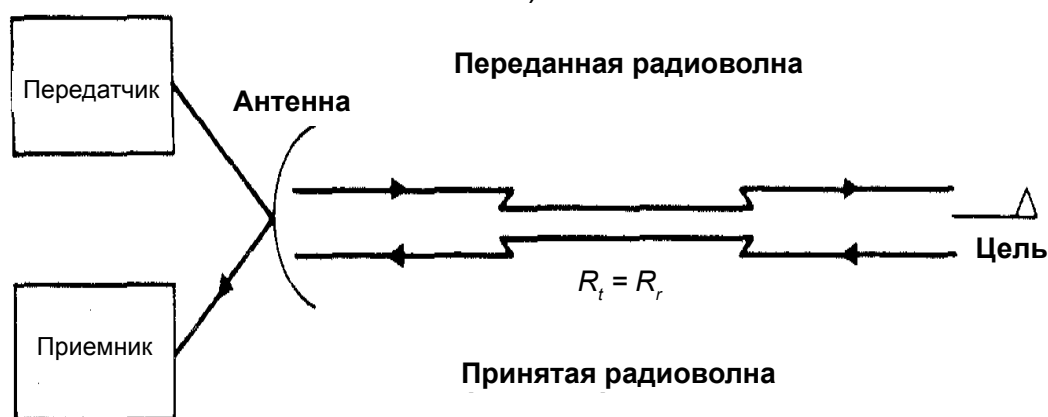 Переданная радиоволна
Передатчик
Антенна
Цель
R_t = R_r
Приемник
Принятая радиоволна